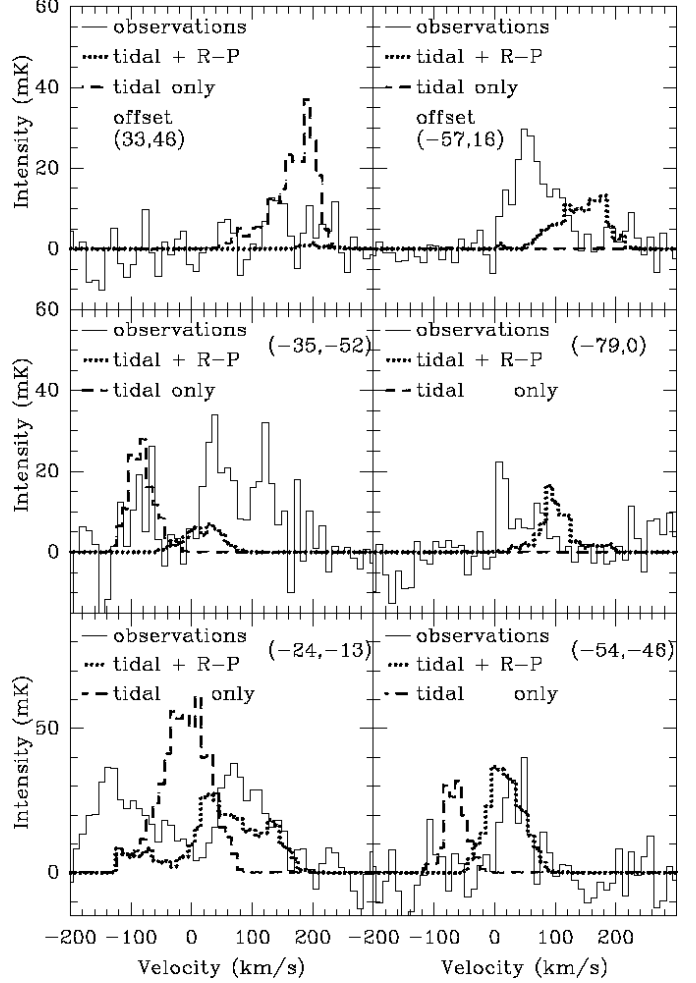 60
observations
observations
tidal + R-P
tidal + R-P
40
tidal only
tidal only
offset
offset
(33,46)
(-57,16)
20
0
Intensity (mK)
60
observations
(-35,-52)
observations
(-79,0)
tidal + R-P
tidal + R-P
40
tidal only
tidal only
20
0
Intensity (mK)
observations
(-24,-13)
observations
(-54,-46)
tidal + R-P
tidal + R-P
tidal only
tidal only
50
0
Intensity (mK)
-200 -100 0 100 200 -100 0 100 200
Velocity (km/s)
Velocity (km/s)